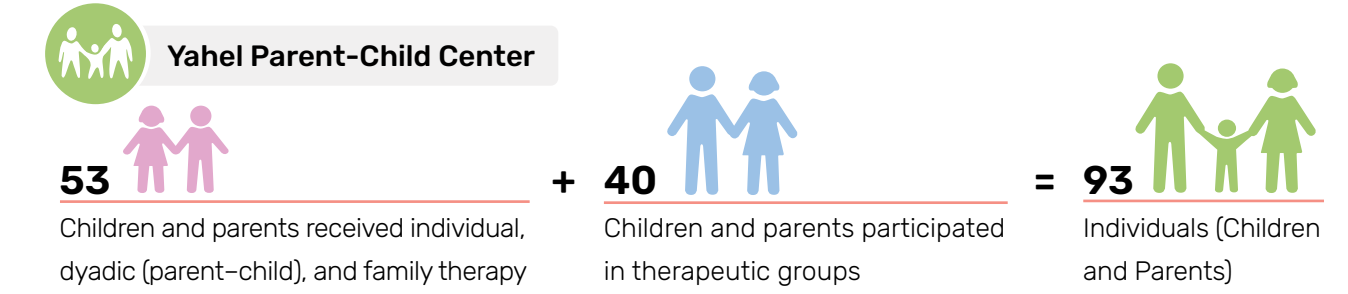 Yahel Parent-Child Center
53
Children and parents received individual,
dyadic (parent–child), and family therapy
+
40
Children and parents participated
in therapeutic groups
=
93
Individuals (Children
and Parents)